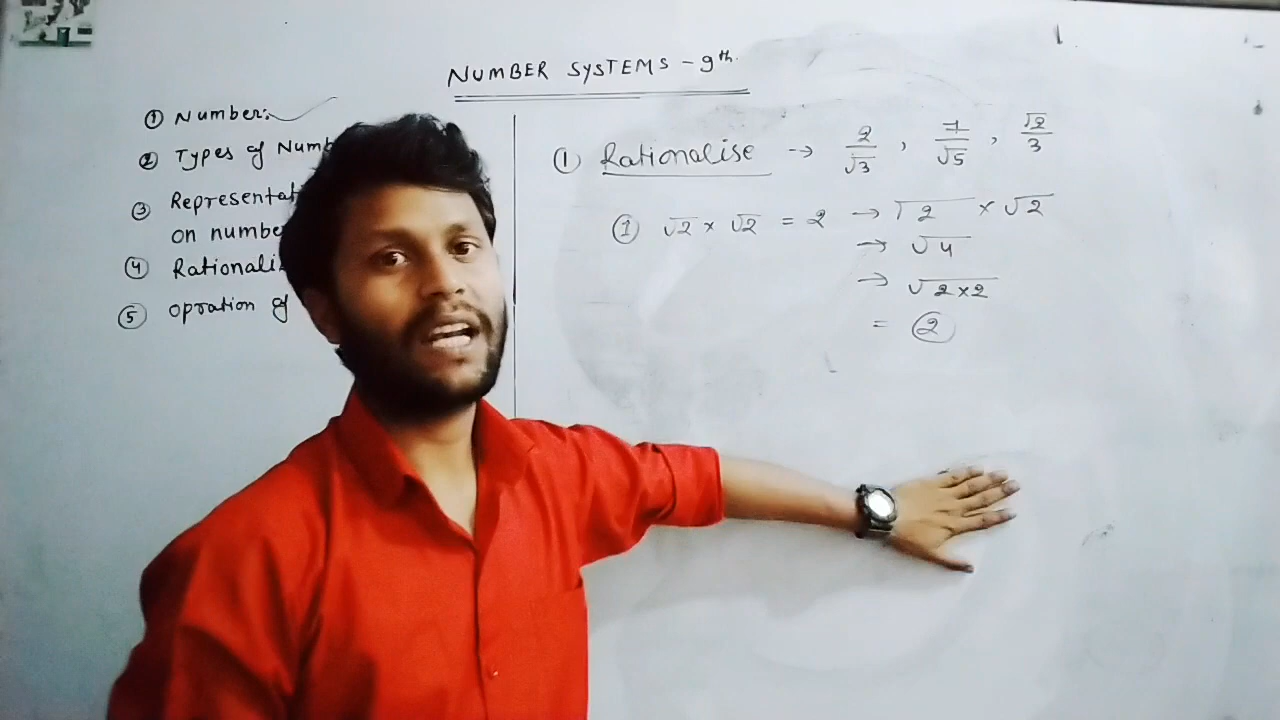 NUMBER SYSTEMS - 9th.
① Number:
② Types of Numb
③ Representat
on numbe
④ Rationali
⑤ opration of
① Rationalise → 2/√3 , 7/√5 , √2/3
① √2 × √2 = 2 → √2 × √2
→ √4
→ √2×2
= ②